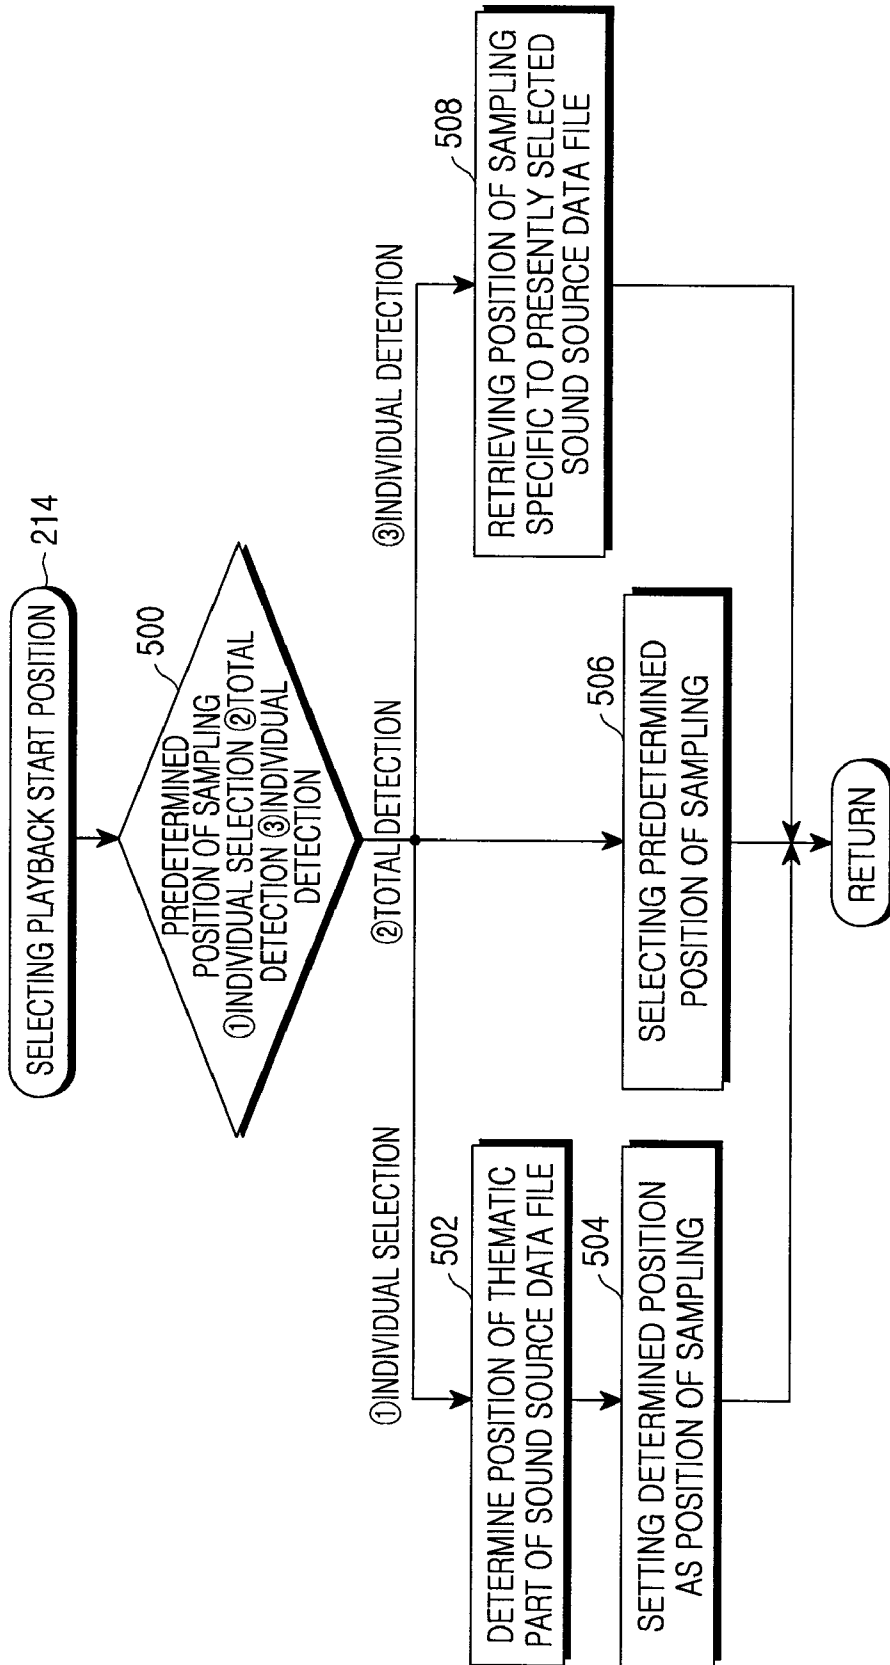 SELECTING PLAYBACK START POSITION
214
500
PREDETERMINED
POSITION OF SAMPLING
①INDIVIDUAL SELECTION ②TOTAL
DETECTION ③INDIVIDUAL
DETECTION
①INDIVIDUAL SELECTION
②TOTAL DETECTION
③INDIVIDUAL DETECTION
502
DETERMINE POSITION OF THEMATIC
PART OF SOUND SOURCE DATA FILE
504
SETTING DETERMINED POSITION
AS POSITION OF SAMPLING
506
SELECTING PREDETERMINED
POSITION OF SAMPLING
508
RETRIEVING POSITION OF SAMPLING
SPECIFIC TO PRESENTLY SELECTED
SOUND SOURCE DATA FILE
RETURN